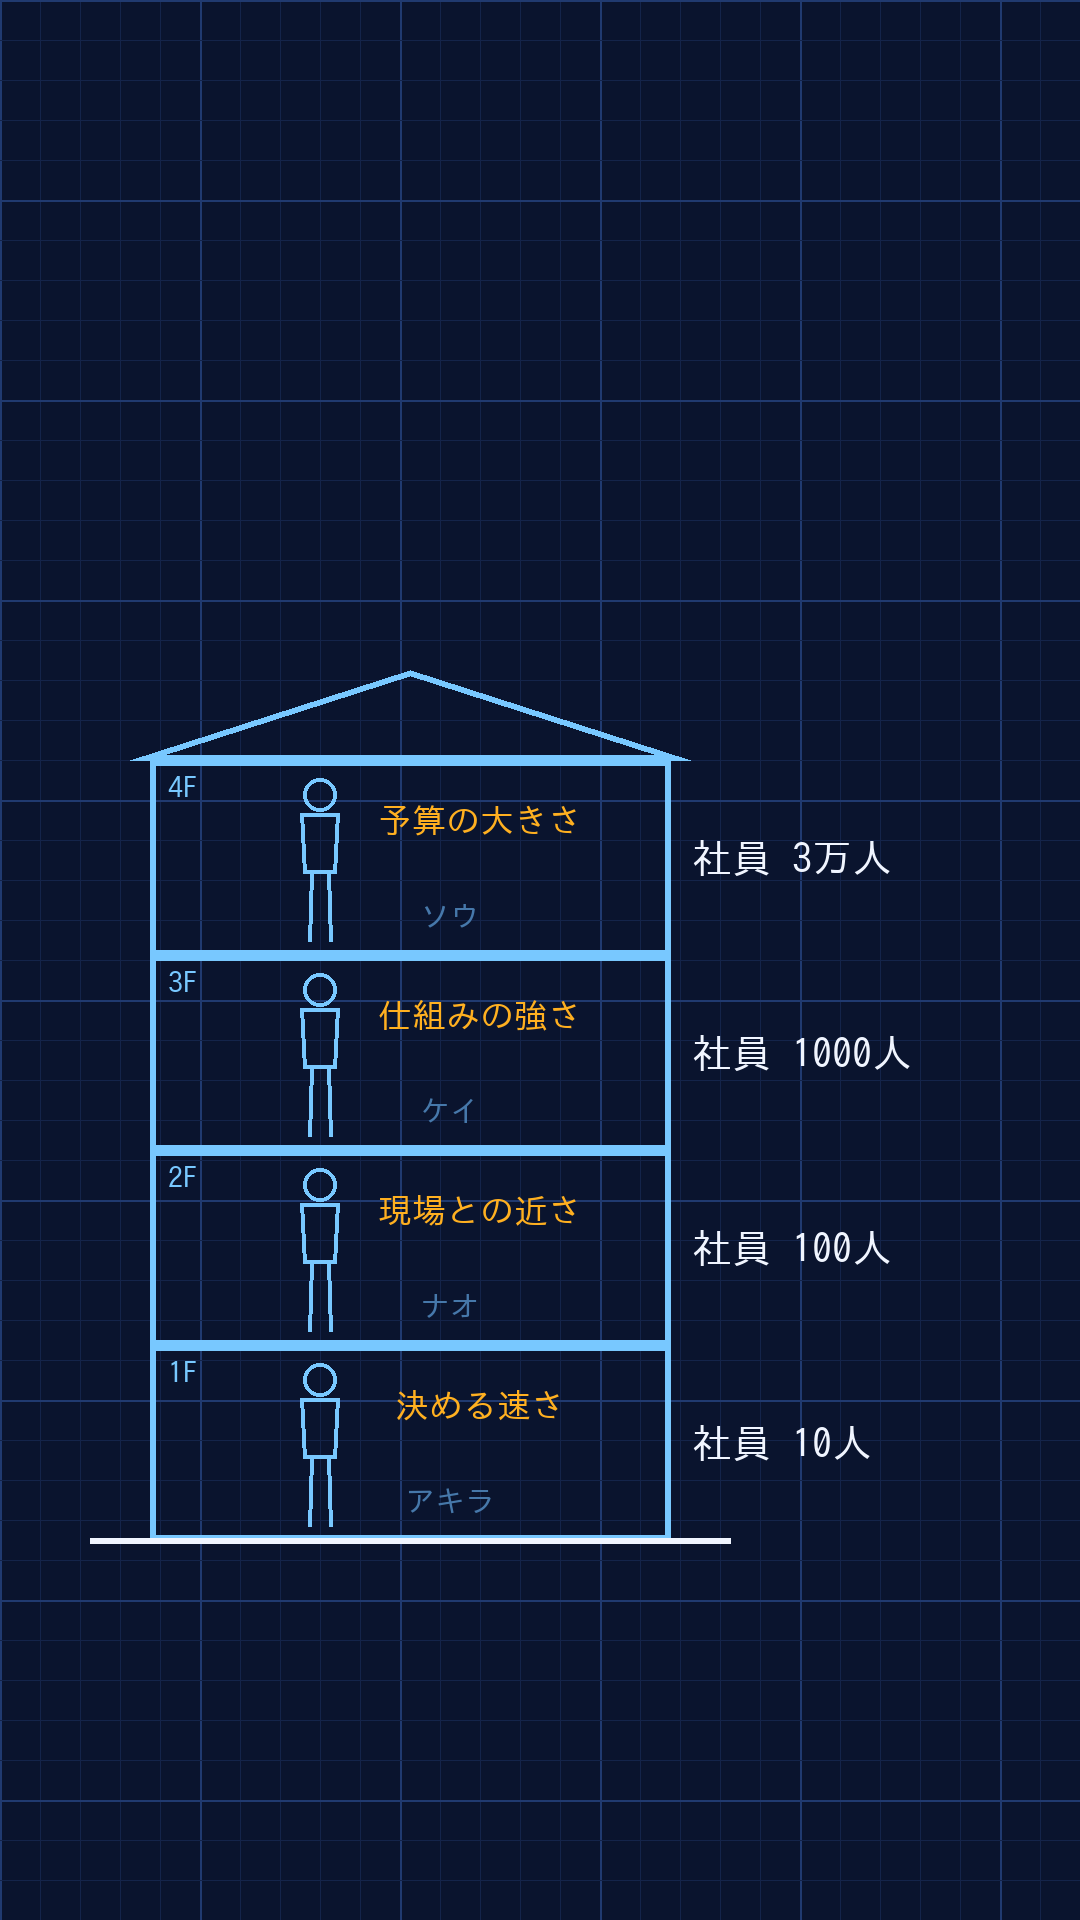 4F
予算の大きさ
社員 3万人
ソウ
3F
仕組みの強さ
社員 1000人
ケイ
2F
現場との近さ
社員 100人
ナオ
1F
決める速さ
社員 10人
アキラ